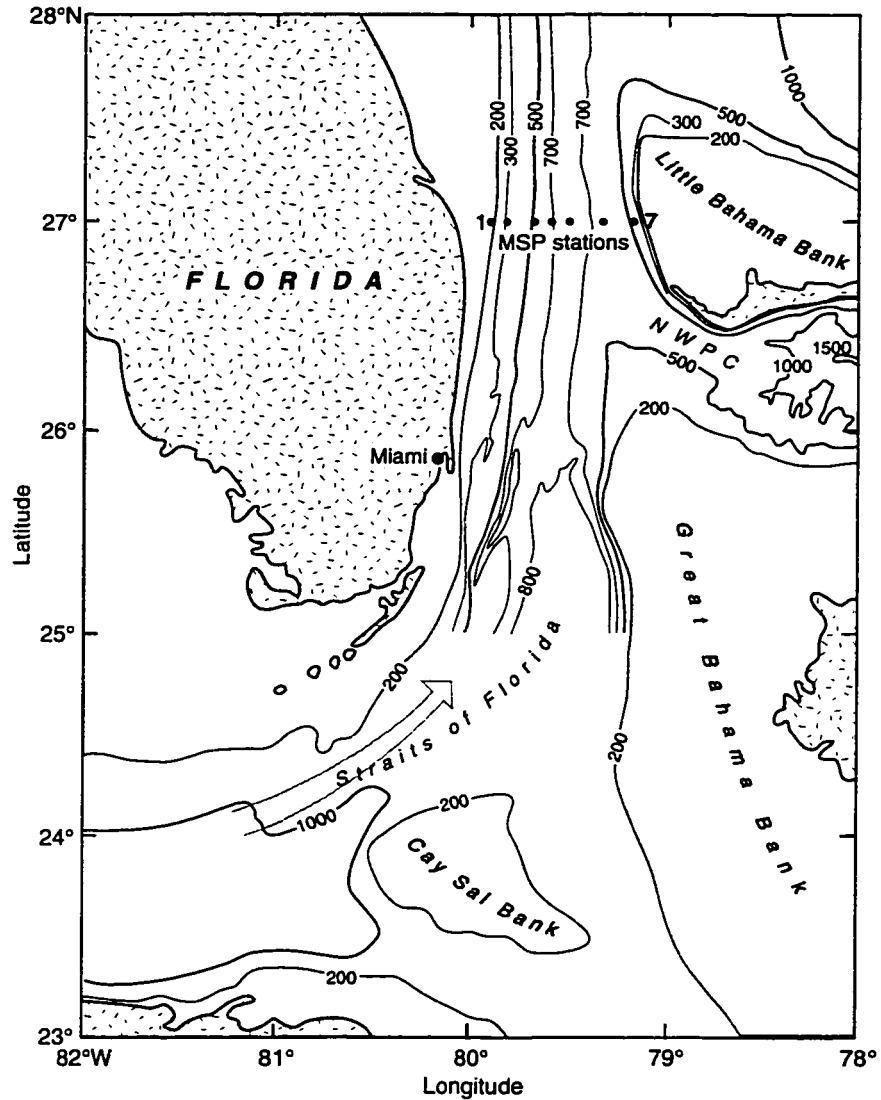 28°N
200
300
500
700
700
1000
500
300
200
Little Bahama Bank
27°
1
7
MSP stations
FLORIDA
NWPC
1500
1000
500
200
26°
Miami
Latitude
Great Bahama Bank
800
25°
200
Straits of Florida
200
1000
200
24°
Cay Sal Bank
200
23°
82°W
81°
80°
79°
78°
Longitude